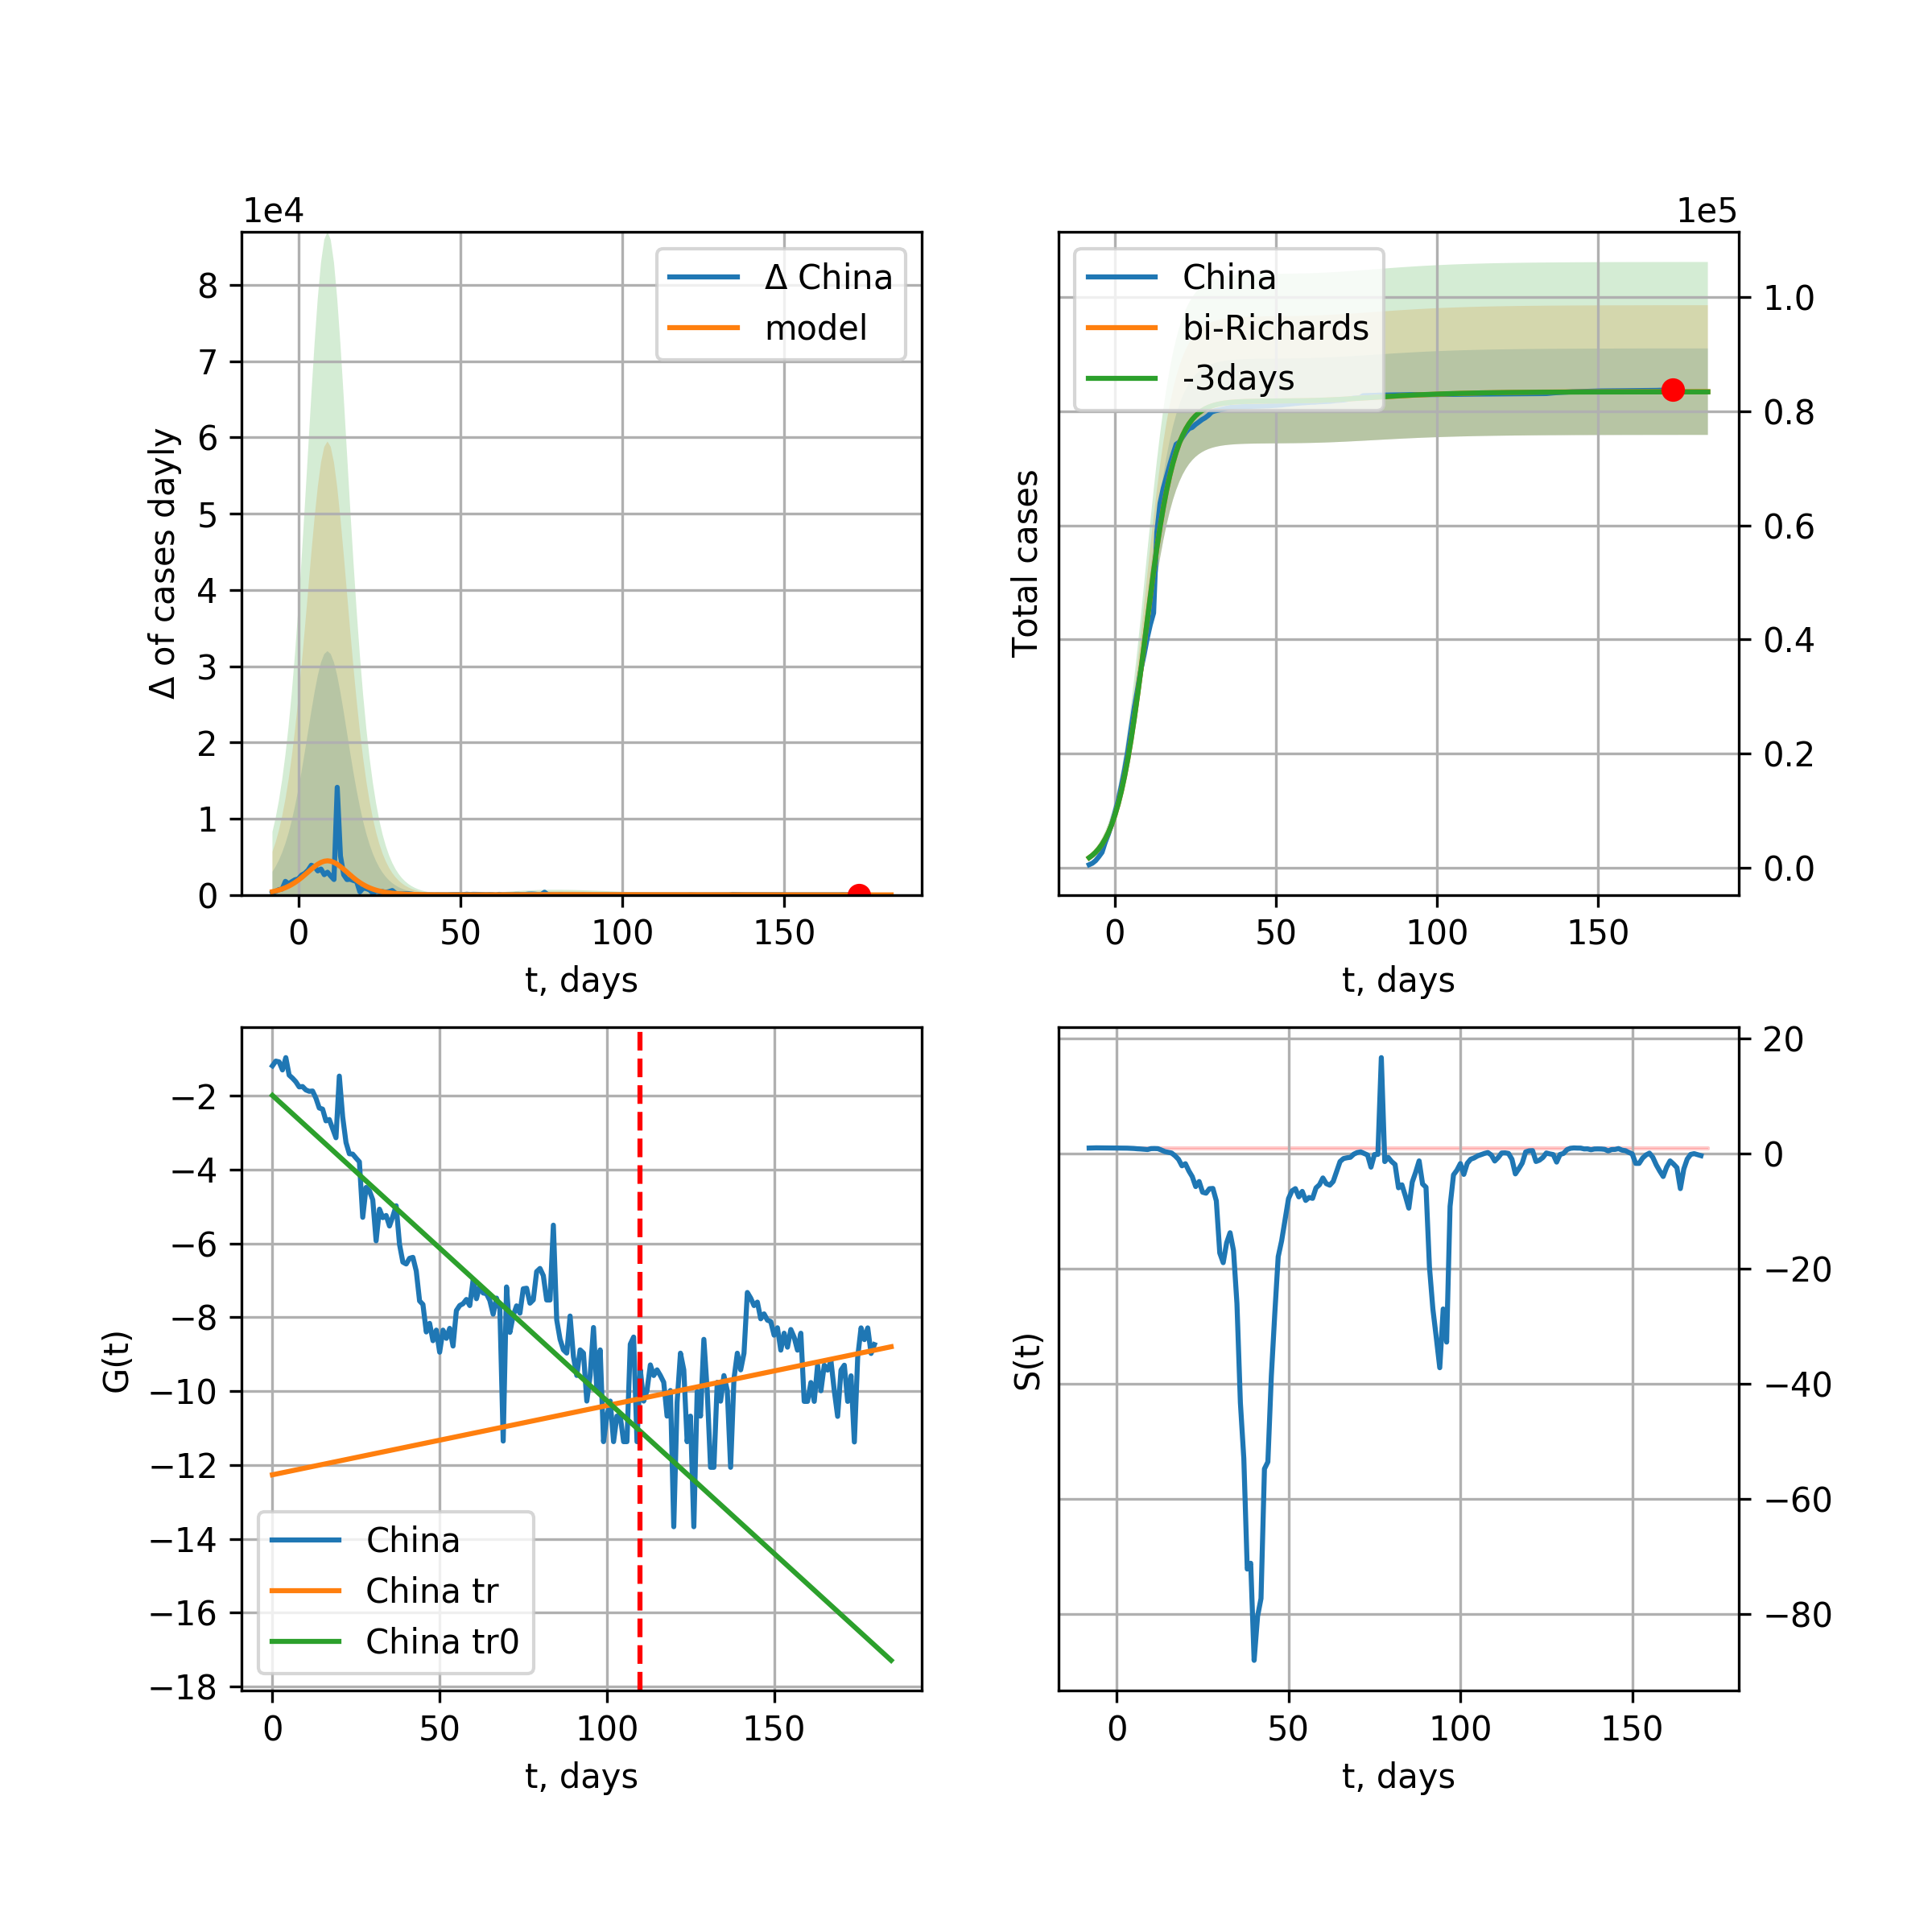 1e4
Δ China
model
8
7
6
5
4
3
2
1
0
Δ of cases dayly
0 50 100 150
t, days
1e5
China
bi-Richards
-3days
1.0
0.8
0.6
0.4
0.2
0.0
Total cases
0 50 100 150
t, days
−2
−4
−6
−8
−10
−12
−14
−16
−18
G(t)
China
China tr
China tr0
0 50 100 150
t, days
20
0
−20
−40
−60
−80
S(t)
0 50 100 150
t, days